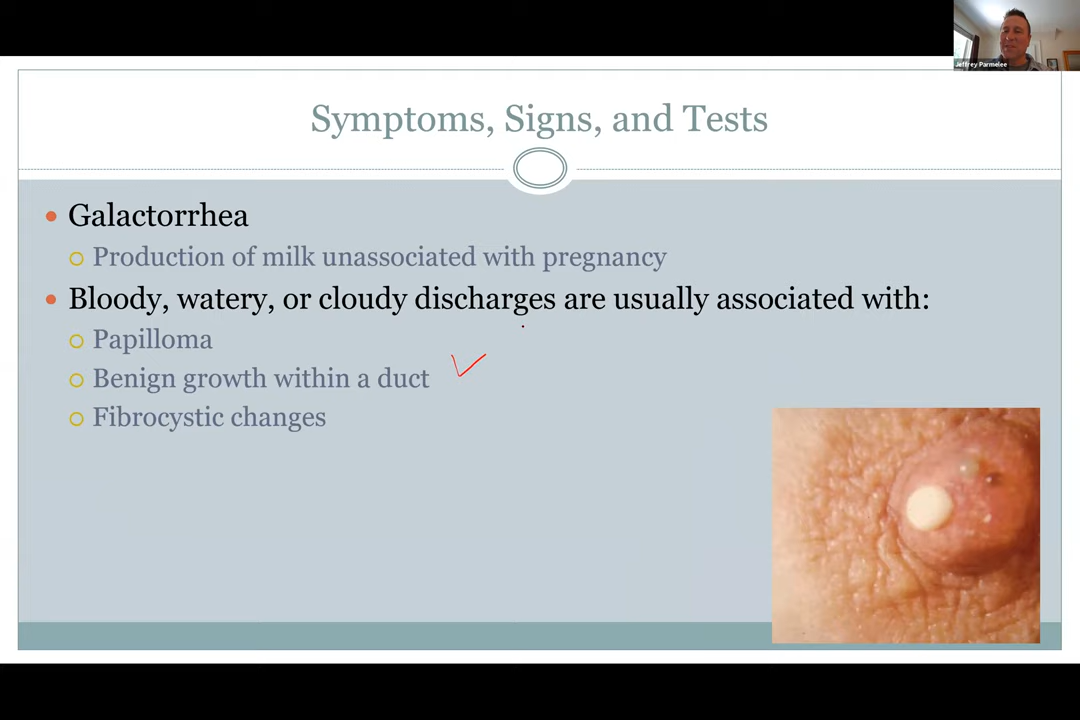 Jeffrey Parmelee
Symptoms, Signs, and Tests
Galactorrhea
Production of milk unassociated with pregnancy
Bloody, watery, or cloudy discharges are usually associated with:
Papilloma
Benign growth within a duct
Fibrocystic changes